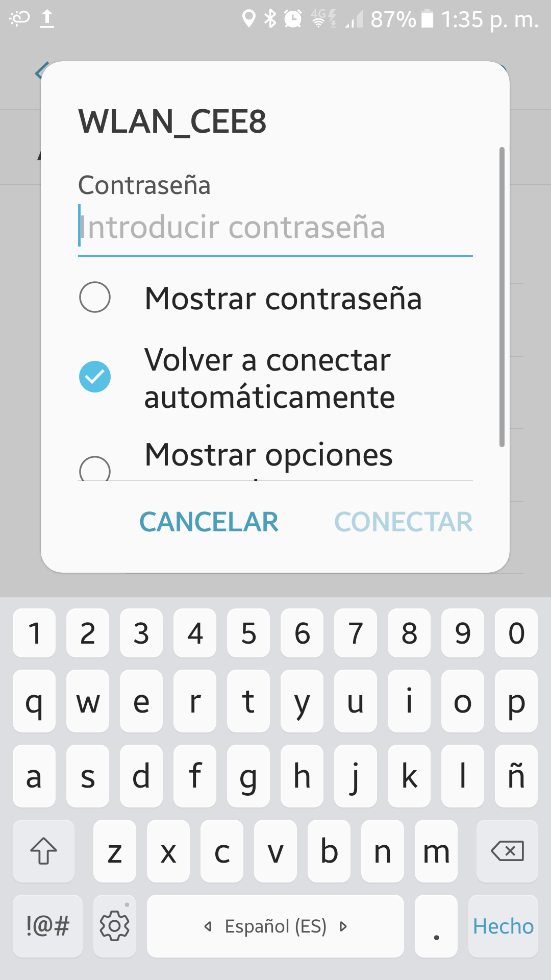 4G 87% 1:35 p. m.
WLAN_CEE8
Contraseña
Introducir contraseña
Mostrar contraseña
Volver a conectar
automáticamente
Mostrar opciones
CANCELAR CONECTAR
1 2 3 4 5 6 7 8 9 0
q w e r t y u i o p
a s d f g h j k l ñ
z x c v b n m
!@# Español (ES) . Hecho